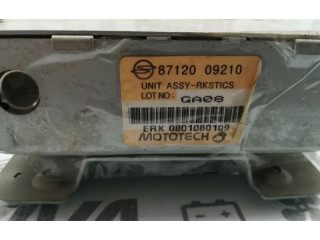 87120 09210
UNIT ASSY-RKSTICS
LOT NO: GA08
ERK 0801080109
MOTOTECH